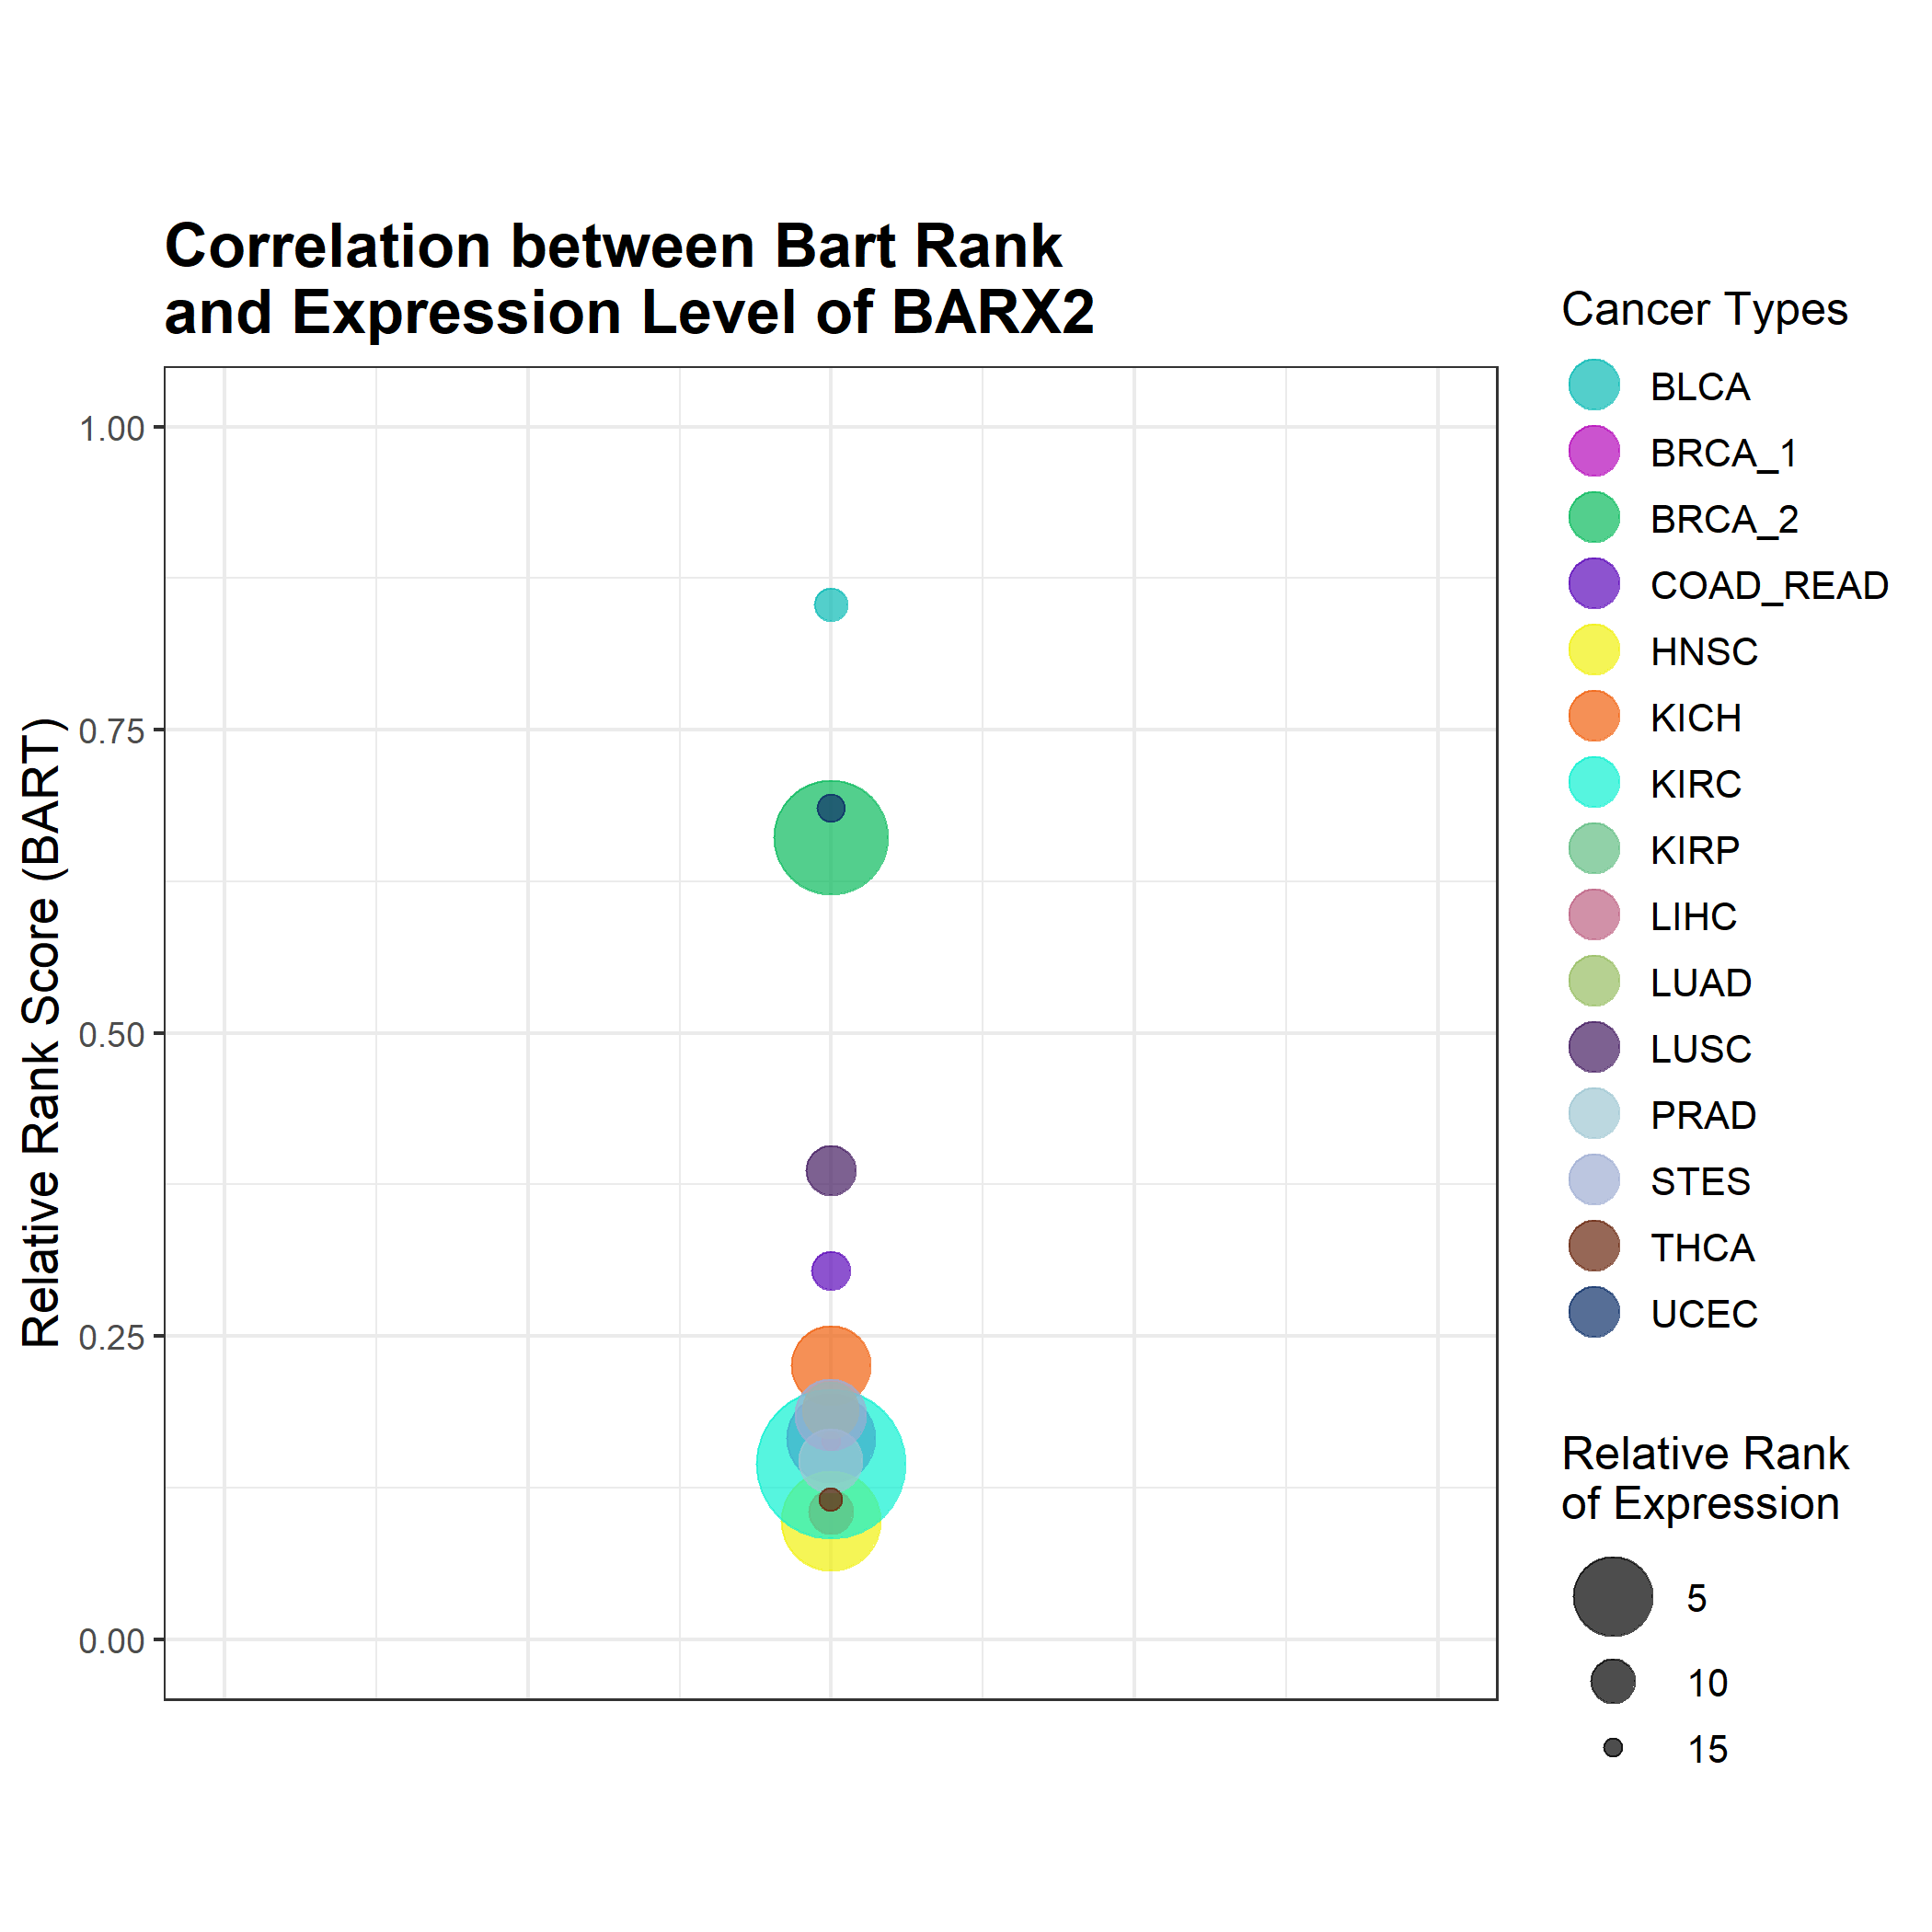 Correlation between Bart Rank
and Expression Level of BARX2
Relative Rank Score (BART)
1.00
0.75
0.50
0.25
0.00
Cancer Types
BLCA
BRCA_1
BRCA_2
COAD_READ
HNSC
KICH
KIRC
KIRP
LIHC
LUAD
LUSC
PRAD
STES
THCA
UCEC
Relative Rank
of Expression
5
10
15